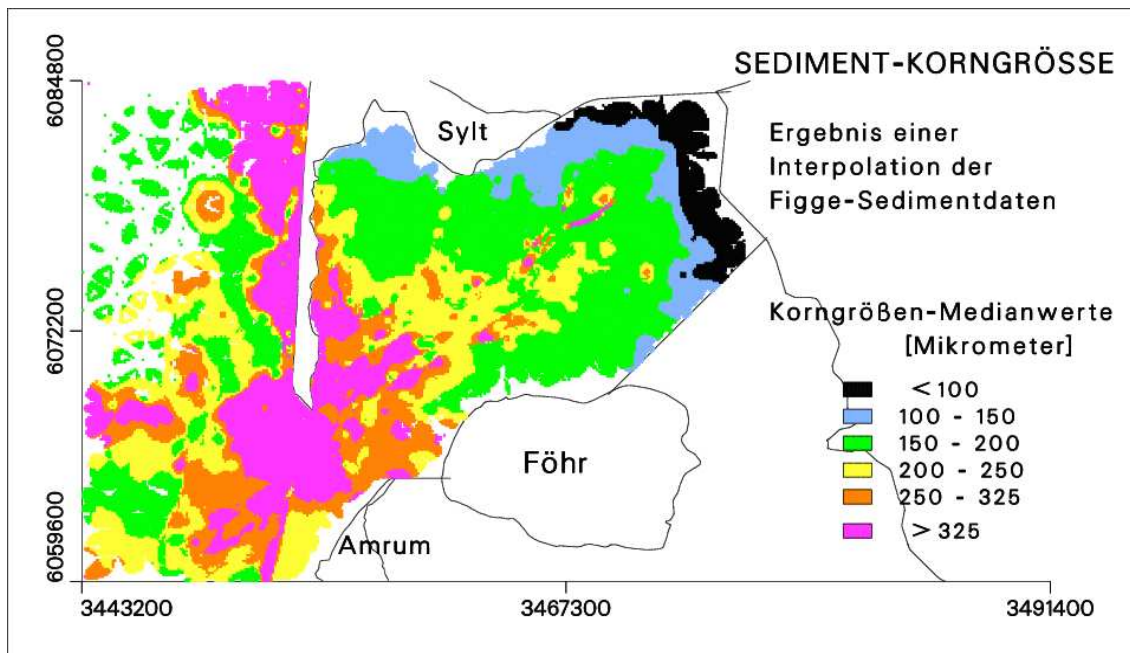 SEDIMENT-KORNGRÖSSE
Ergebnis einer
Interpolation der
Figge-Sedimentdaten
Korngrößen-Medianwerte
[Mikrometer]
< 100
100 - 150
150 - 200
200 - 250
250 - 325
> 325
Sylt
Föhr
Amrum
6084800
6072200
6059600
3443200
3467300
3491400